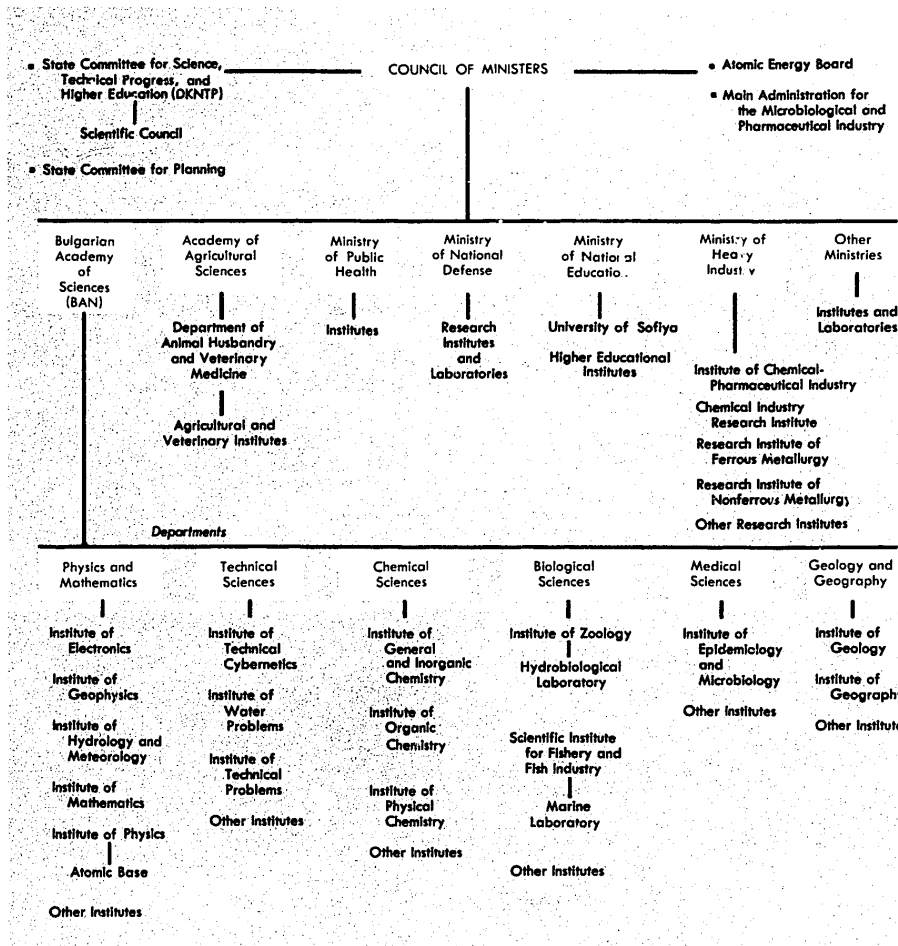 • State Committee for Science,
Technical Progress, and
Higher Education (DKNTP)
Scientific Council
• State Committee for Planning
COUNCIL OF MINISTERS
• Atomic Energy Board
• Main Administration for
the Microbiological and
Pharmaceutical Industry
Bulgarian
Academy
of
Sciences
(BAN)
Academy of
Agricultural
Sciences
Department of
Animal Husbandry
and Veterinary
Medicine
Agricultural and
Veterinary Institutes
Ministry
of Public
Health
Institutes
Ministry
of National
Defense
Research
Institutes
and
Laboratories
Ministry
of National
Educatio..
University of Sofiya
Higher Educational
Institutes
Ministry of
Heavy
Industry
Institute of Chemical-
Pharmaceutical Industry
Chemical Industry
Research Institute
Research Institute of
Ferrous Metallurgy
Research Institute of
Nonferrous Metallurgy
Other Research Institutes
Other
Ministries
Institutes and
Laboratories
Departments
Physics and
Mathematics
Institute of
Electronics
Institute of
Geophysics
Institute of
Hydrology and
Meteorology
Institute of
Mathematics
Institute of Physics
Atomic Base
Other Institutes
Technical
Sciences
Institute of
Technical
Cybernetics
Institute of
Water
Problems
Institute of
Technical
Problems
Other Institutes
Chemical
Sciences
Institute of
General
and Inorganic
Chemistry
Institute of
Organic
Chemistry
Institute of
Physical
Chemistry
Other Institutes
Biological
Sciences
Institute of Zoology
Hydrobiological
Laboratory
Scientific Institute
for Fishery and
Fish Industry
Marine
Laboratory
Other Institutes
Medical
Sciences
Institute of
Epidemiology
and
Microbiology
Other Institutes
Geology and
Geography
Institute of
Geology
Institute of
Geography
Other Institute